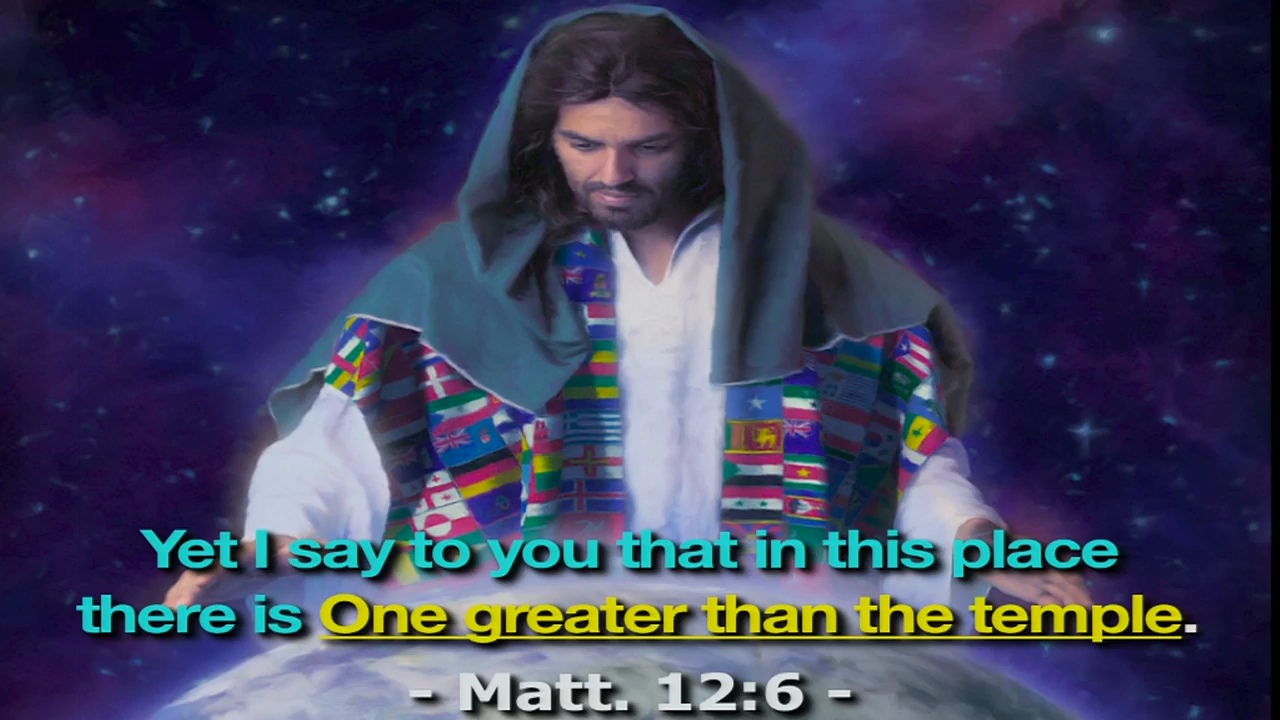 Yet I say to you that in this place
there is One greater than the temple.
- Matt. 12:6 -